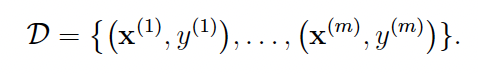 𝒟 = {(𝐱⁽¹⁾, y⁽¹⁾), . . . , (𝐱⁽ᵐ⁾, y⁽ᵐ⁾)}.